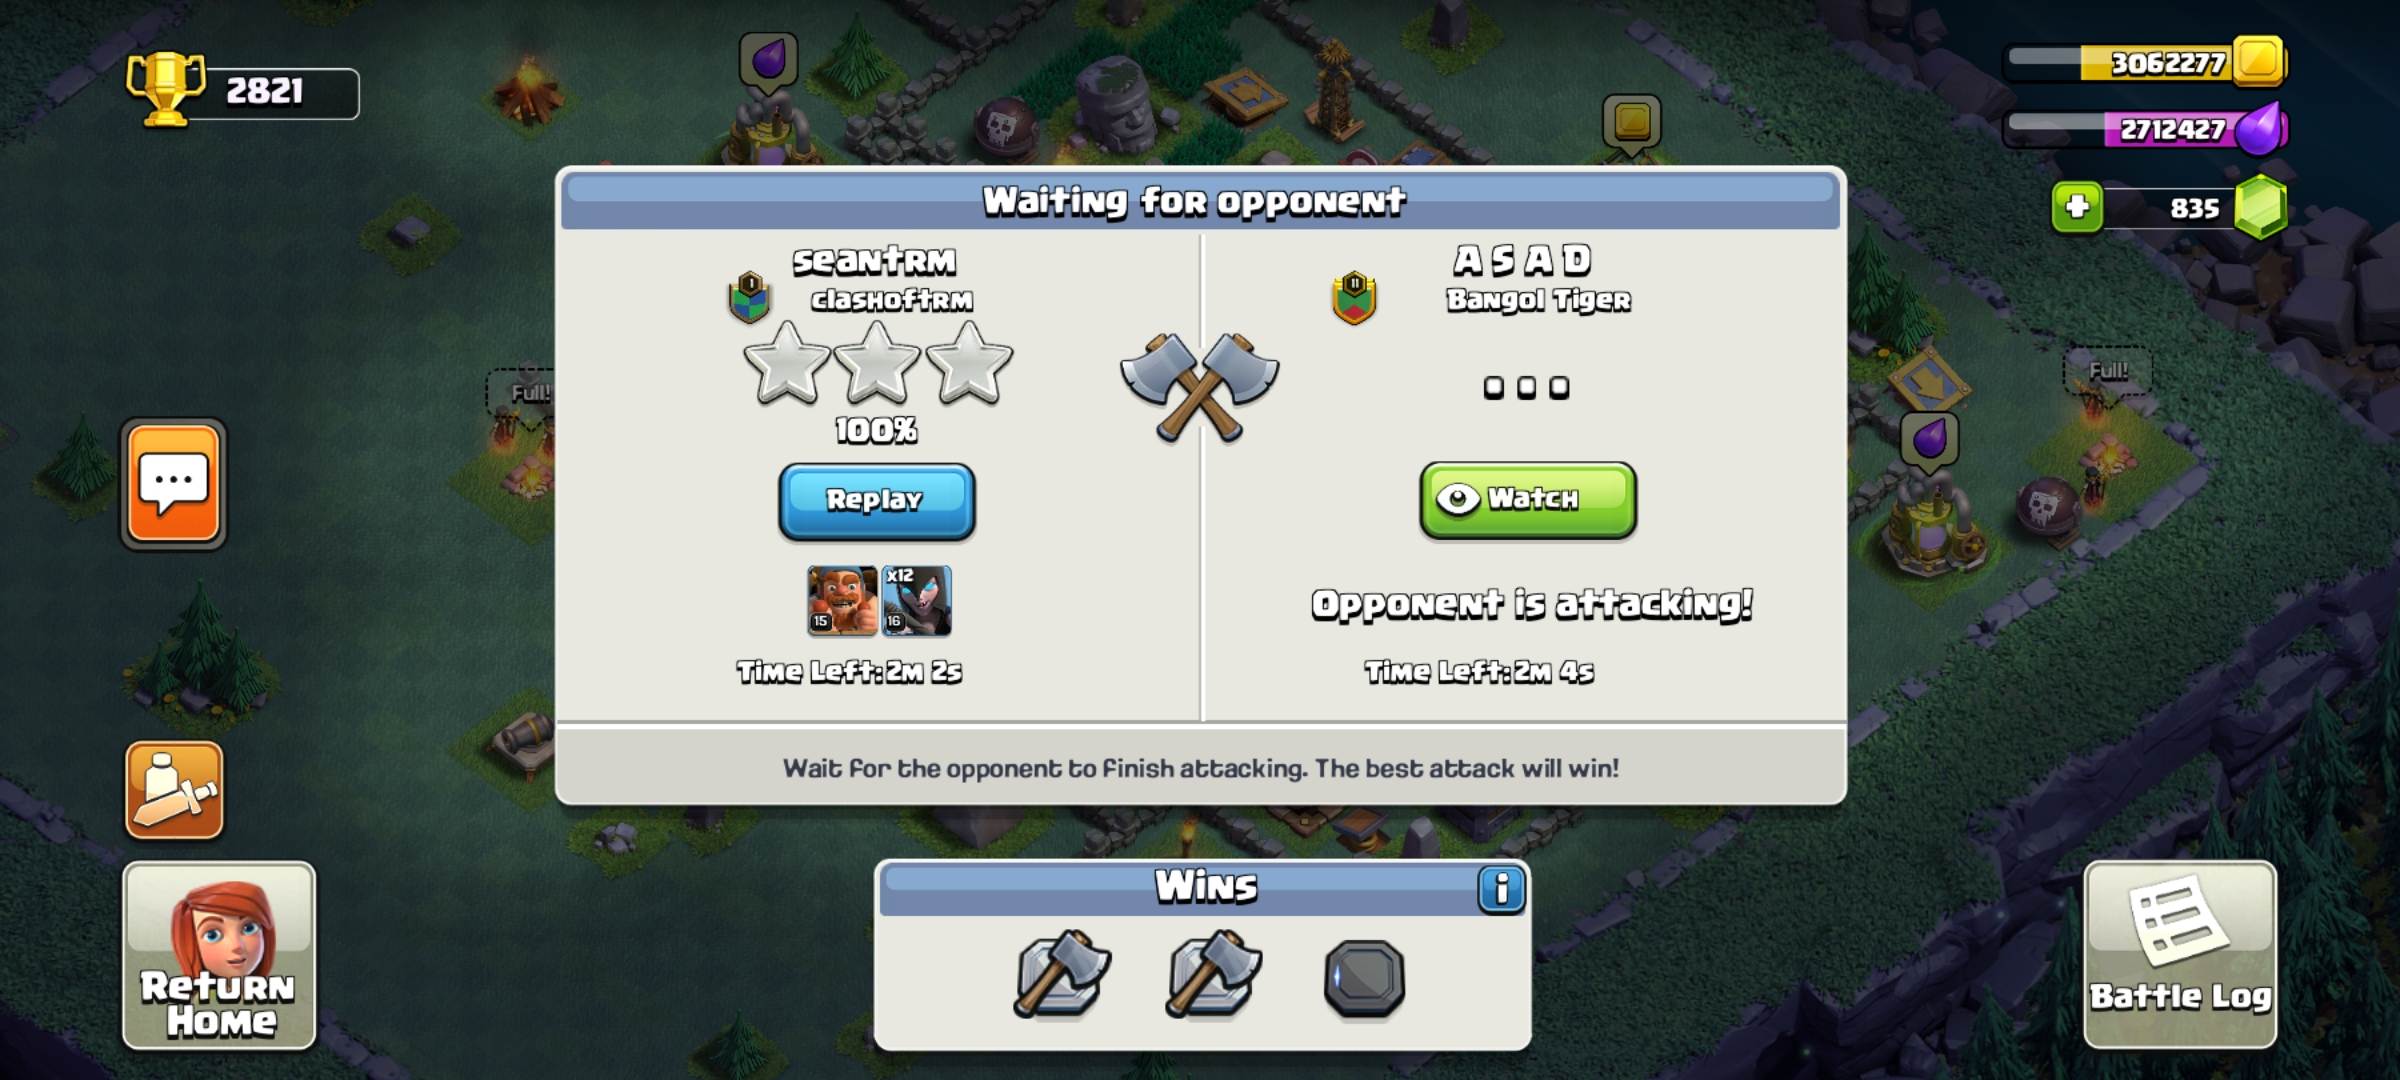 2821
3062277
2712427
835
Waiting for opponent
seantRM
clashoftRM
1
100%
Replay
15
x12
16
Time Left:2m 2s
A S A D
Bangol Tiger
11
Watch
Opponent is attacking!
Time Left:2m 4s
Wait for the opponent to finish attacking. The best attack will win!
Full!
Full!
Wins
i
Return
Home
Battle Log